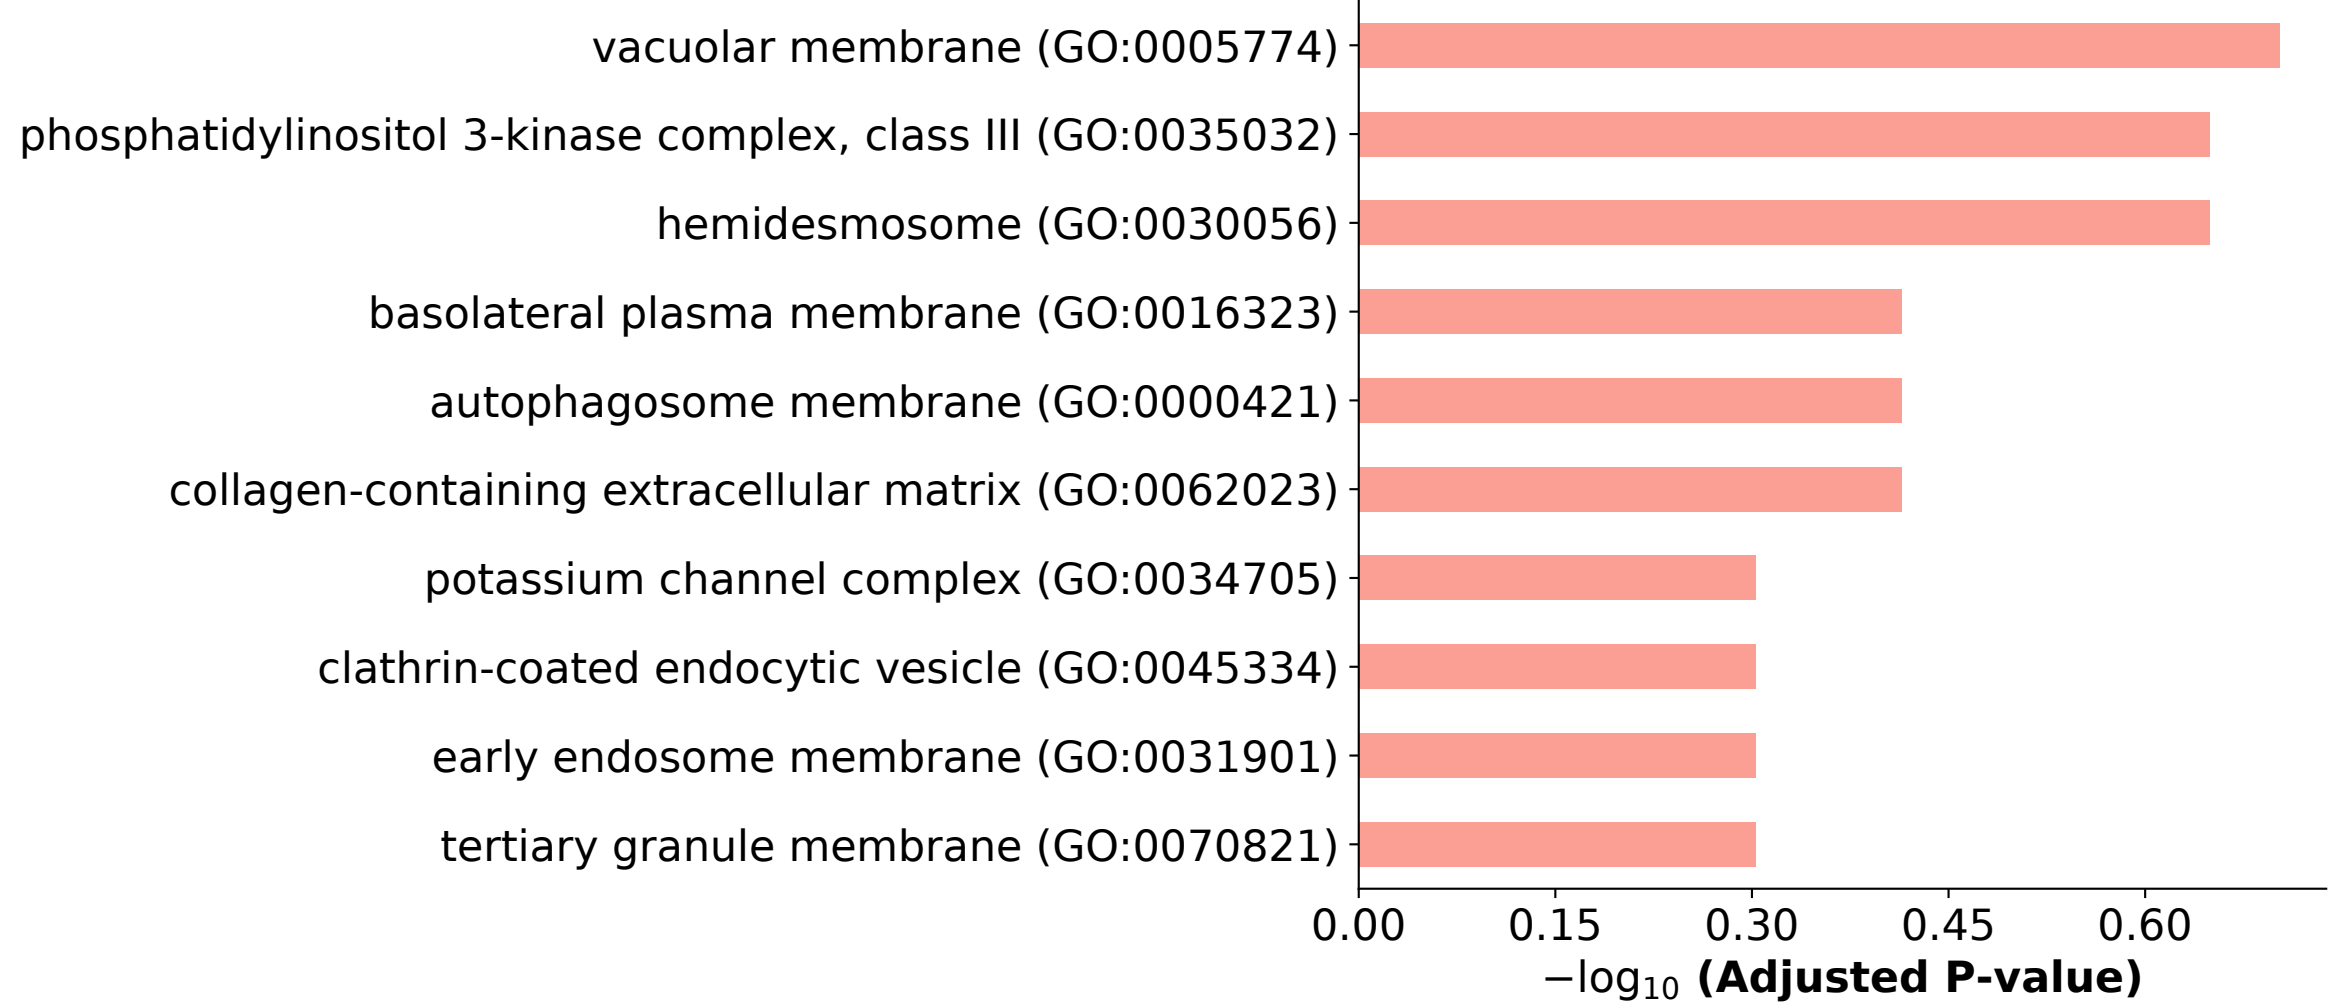 vacuolar membrane (GO:0005774)
phosphatidylinositol 3-kinase complex, class III (GO:0035032)
hemidesmosome (GO:0030056)
basolateral plasma membrane (GO:0016323)
autophagosome membrane (GO:0000421)
collagen-containing extracellular matrix (GO:0062023)
potassium channel complex (GO:0034705)
clathrin-coated endocytic vesicle (GO:0045334)
early endosome membrane (GO:0031901)
tertiary granule membrane (GO:0070821)
0.00 0.15 0.30 0.45 0.60
−log₁₀ (Adjusted P-value)